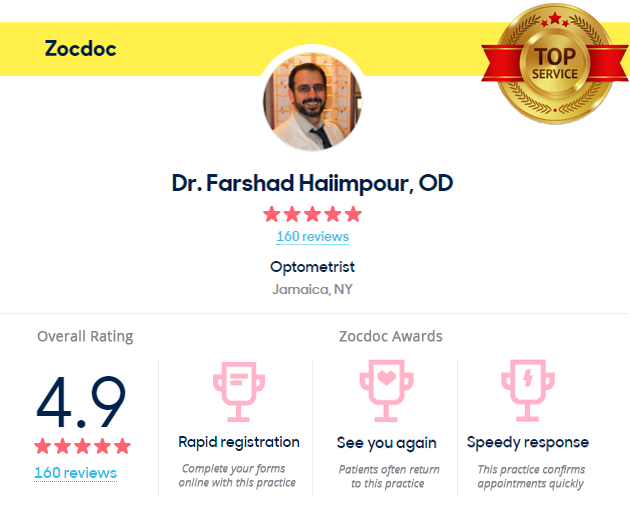 Zocdoc
TOP
SERVICE
Dr. Farshad Haiimpour, OD
160 reviews
Optometrist
Jamaica, NY
Overall Rating
Zocdoc Awards
4.9
160 reviews
Rapid registration
Complete your forms
online with this practice
See you again
Patients often return
to this practice
Speedy response
This practice confirms
appointments quickly